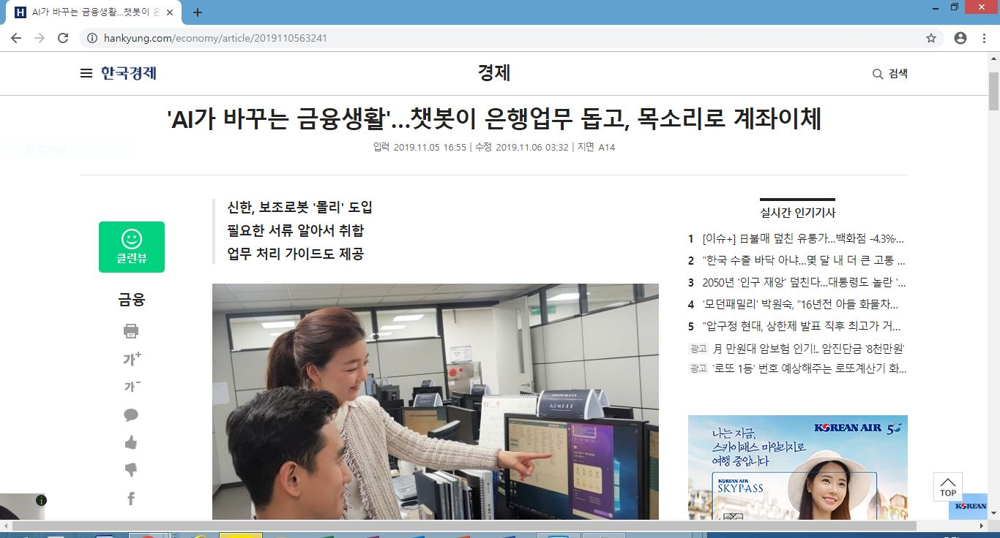 AI가 바꾸는 금융생활...챗봇이
hankyung.com/economy/article/2019110563241
한국경제
경제
검색
'AI가 바꾸는 금융생활'…챗봇이 은행업무 돕고, 목소리로 계좌이체
입력 2019.11.05 16:55 | 수정 2019.11.06 03:32 | 지면 A14
신한, 보조로봇 '몰리' 도입
필요한 서류 알아서 취합
업무 처리 가이드도 제공
클린뷰
금융
가+
가-
실시간 인기기사
1 [이슈+] 日불매 덮친 유통가…백화점 -4.3%·…
2 "한국 수출 바닥 아냐…몇 달 내 더 큰 고통 …
3 2050년 '인구 재앙' 덮친다…대통령도 놀란 '…
4 '모던패밀리' 박원숙, "16년전 아들 화물차…
5 "압구정 현대, 상한제 발표 직후 최고가 거…
광고 月 만원대 암보험 인기!.. 암진단금 '8천만원'
광고 '로또 1등' 번호 예상해주는 로또계산기 화…
KOREAN AIR 50
나는 지금,
스카이패스 마일리지로
여행 중입니다
KOREAN AIR
SKYPASS
TOP
KOREAN